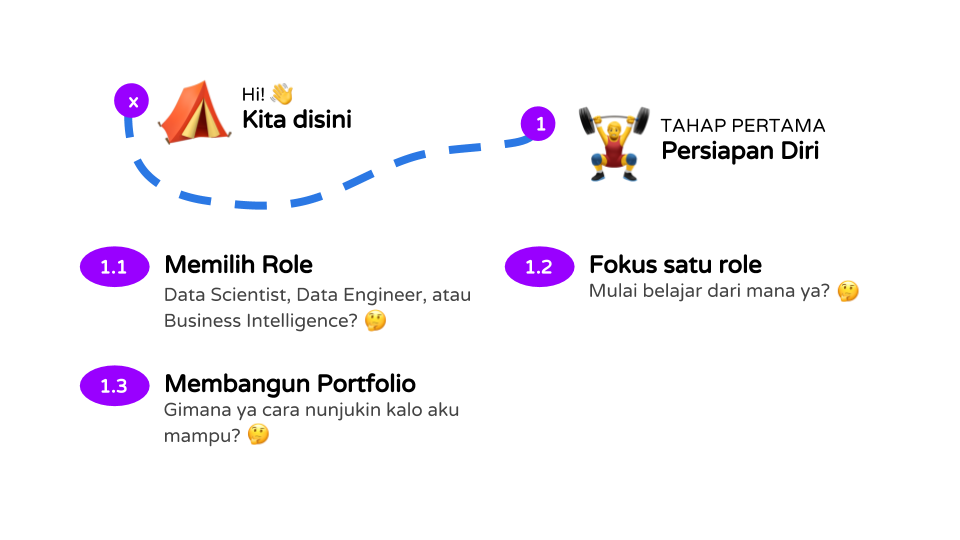 x
Hi! 👋
Kita disini
1
TAHAP PERTAMA
Persiapan Diri
1.1
Memilih Role
Data Scientist, Data Engineer, atau
Business Intelligence? 🤔
1.2
Fokus satu role
Mulai belajar dari mana ya? 🤔
1.3
Membangun Portfolio
Gimana ya cara nunjukin kalo aku
mampu? 🤔